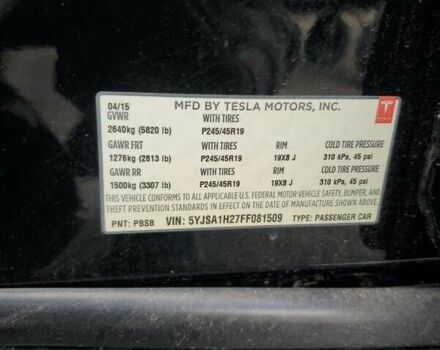 04/15 MFD BY TESLA MOTORS, INC.
GVWR WITH TIRES
2640kg (5820 lb) P245/45R19
GAWR FRT WITH TIRES RIM COLD TIRE PRESSURE
1276kg (2813 lb) P245/45R19 19X8 J 310 kPa, 45 psi
GAWR RR WITH TIRES RIM COLD TIRE PRESSURE
1500kg (3307 lb) P245/45R19 19X8 J 310 kPa, 45 psi
THIS VEHICLE CONFORMS TO ALL APPLICABLE U.S. FEDERAL MOTOR VEHICLE SAFETY, BUMPER, AND
THEFT PREVENTION STANDARDS IN EFFECT ON THE DATE OF MANUFACTURE SHOWN ABOVE.
PNT: PBSB VIN: 5YJSA1H27FF081509 TYPE: PASSENGER CAR